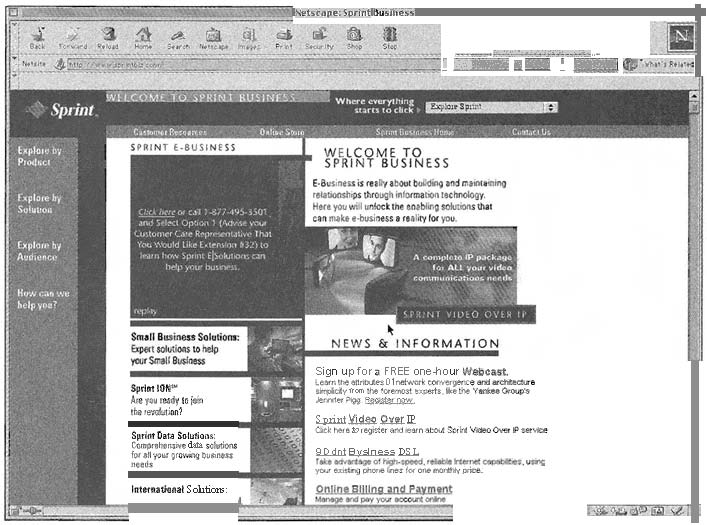 Netscape: Sprint Business
Back Forward Reload Home Search Netscape Images Print Security Shop Stop
N
Netsite http://www.sprintbiz.com/
What's Related
Sprint
WELCOME TO SPRINT BUSINESS
Where everything
starts to click
Explore Sprint
Customer Resources Online Store Sprint Business Home Contact Us
Explore by
Product
Explore by
Solution
Explore by
Audience
How can we
help you?
SPRINT E-BUSINESS
Click here or call 1-877-495-3501
and Select Option 1 (Advise your
Customer Care Representative That
You Would Like Extension #32) to
learn how Sprint E|Solutions can
help your business.
replay
Small Business Solutions:
Expert solutions to help
your Small Business
Sprint ION℠
Are you ready to join
the revolution?
Sprint Data Solutions:
Comprehensive data solutions
for all your growing business
needs
International Solutions:
WELCOME TO
SPRINT BUSINESS
E-Business is really about building and maintaining
relationships through information technology.
Here you will unlock the enabling solutions that
can make e-business a reality for you.
A complete IP package
for ALL your video
communications needs
SPRINT VIDEO OVER IP
NEWS & INFORMATION
Sign up for a FREE one-hour Webcast.
Learn the attributes 01 network convergence and architecture
simplicity from the foremost experts, like the Yankee Group's
Jennifer Pigg. Register now.
Sprint Video Over IP
Click here to register and learn about Sprint Video Over IP service
90 dnt Bysiness DSL
Take advantage of high-speed, reliable Internet capabilities, using
your existing phone lines for one monthly price.
Online Billing and Payment
Manage and pay your account online